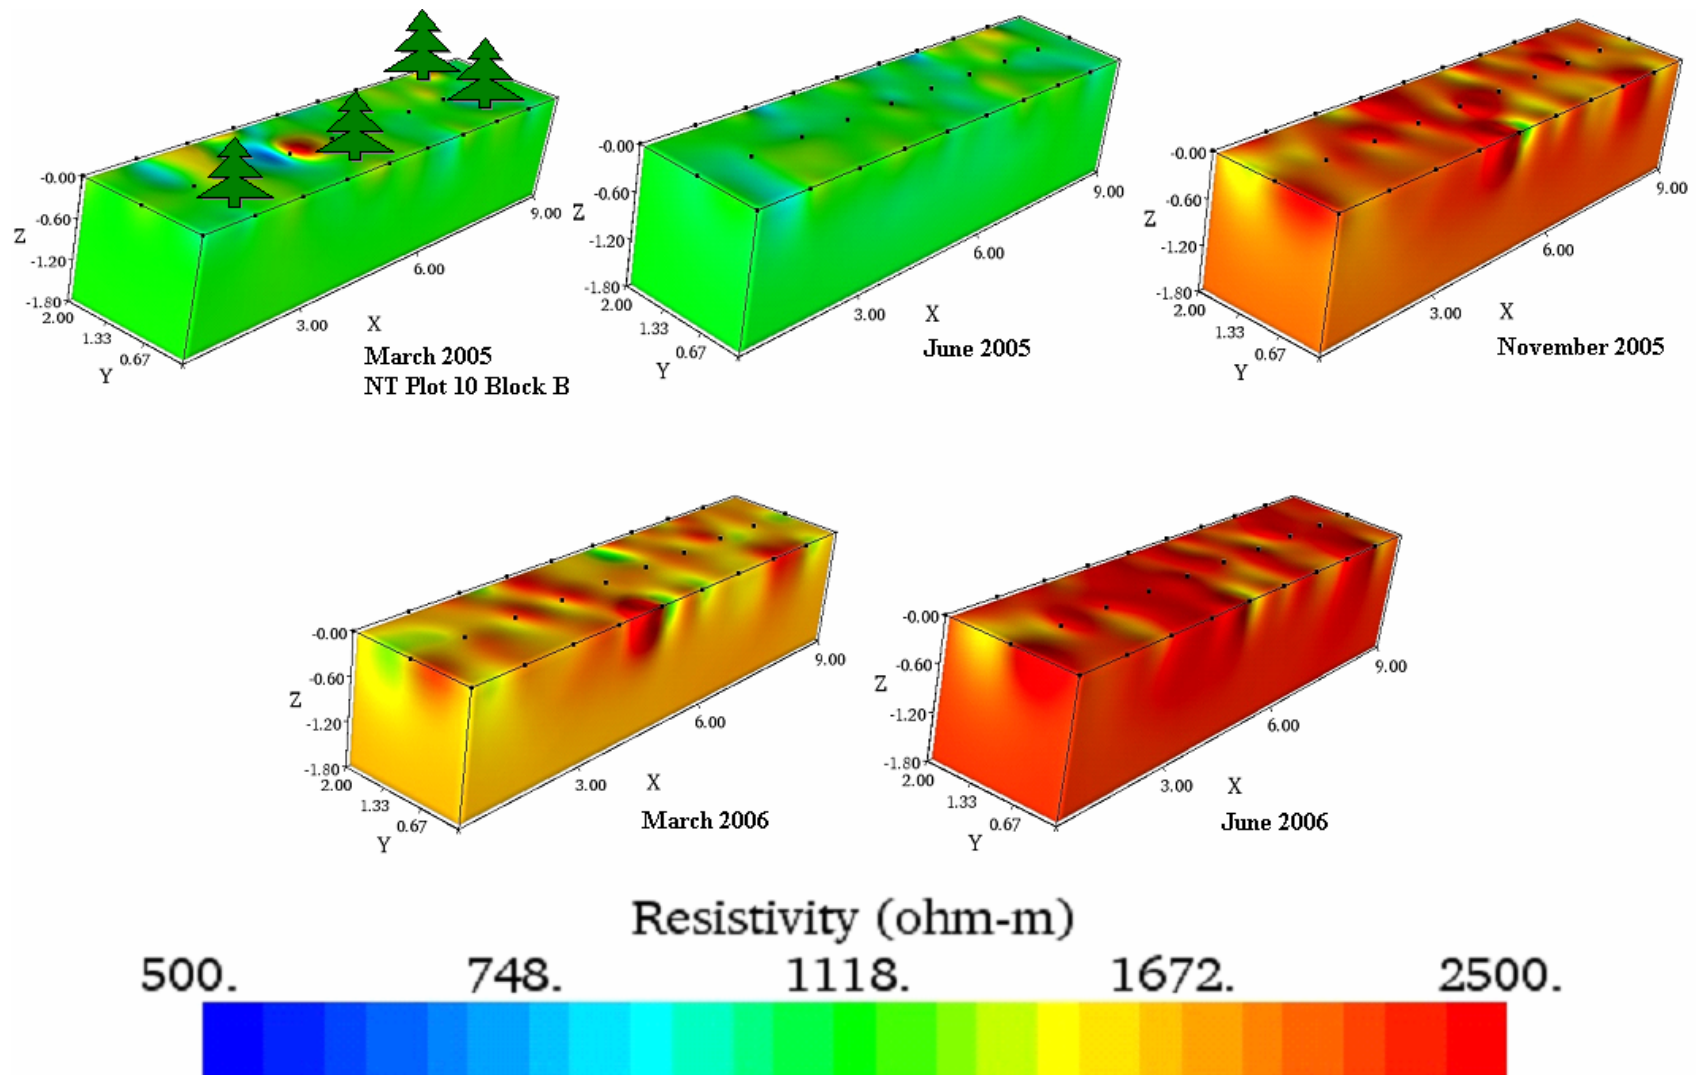 -0.00
-0.60
Z
-1.20
-1.80
2.00
1.33
0.67
Y
3.00
6.00
9.00
X
March 2005
NT Plot 10 Block B
-0.00
-0.60
Z
-1.20
-1.80
2.00
1.33
0.67
Y
3.00
6.00
9.00
X
June 2005
-0.00
-0.60
Z
-1.20
-1.80
2.00
1.33
0.67
Y
3.00
6.00
9.00
X
November 2005
-0.00
-0.60
Z
-1.20
-1.80
2.00
1.33
0.67
Y
3.00
6.00
9.00
X
March 2006
-0.00
-0.60
Z
-1.20
-1.80
2.00
1.33
0.67
Y
3.00
6.00
9.00
X
June 2006
Resistivity (ohm-m)
500. 748. 1118. 1672. 2500.